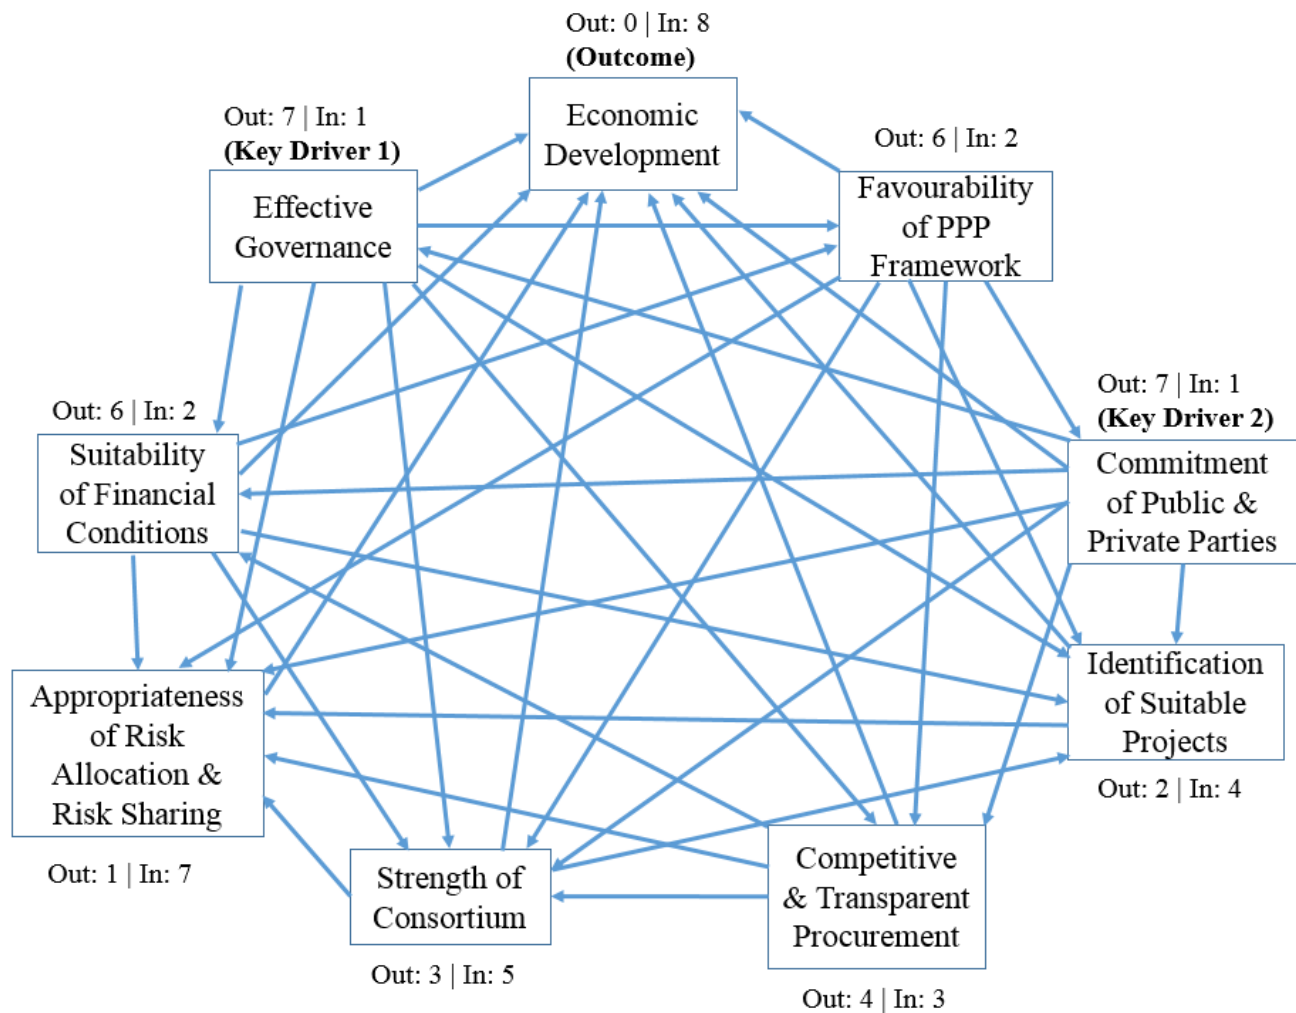 Out: 0 | In: 8
(Outcome)
Economic
Development
Out: 7 | In: 1
(Key Driver 1)
Effective
Governance
Out: 6 | In: 2
Favourability
of PPP
Framework
Out: 6 | In: 2
Suitability
of Financial
Conditions
Out: 7 | In: 1
(Key Driver 2)
Commitment
of Public &
Private Parties
Appropriateness
of Risk
Allocation &
Risk Sharing
Out: 1 | In: 7
Identification
of Suitable
Projects
Out: 2 | In: 4
Strength of
Consortium
Out: 3 | In: 5
Competitive
& Transparent
Procurement
Out: 4 | In: 3